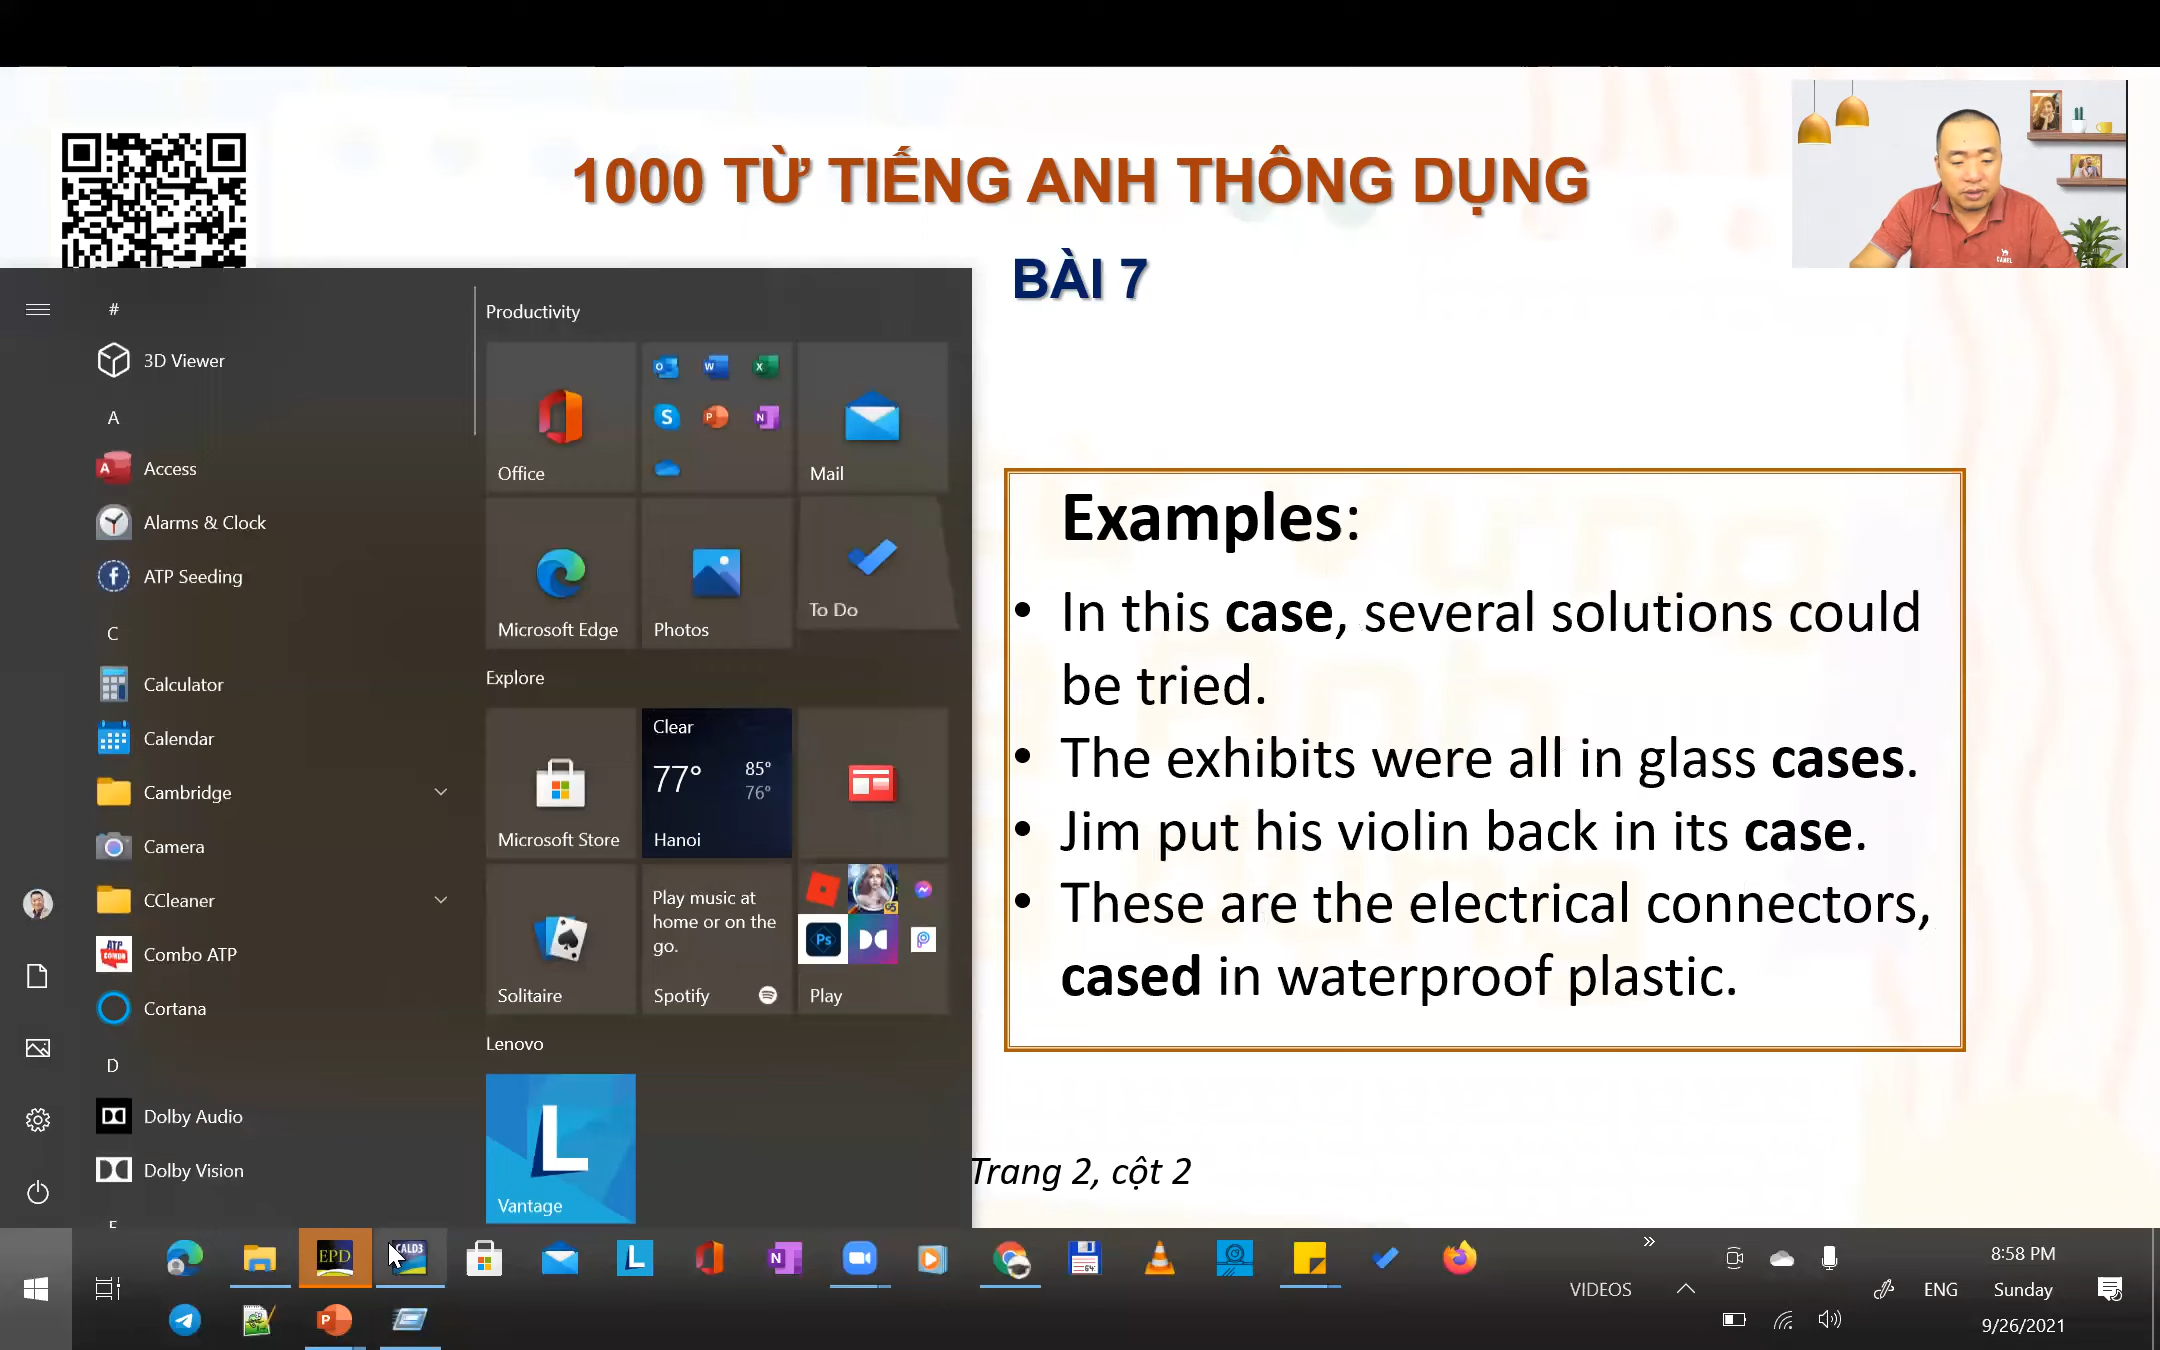 1000 TỪ TIẾNG ANH THÔNG DỤNG
BÀI 7
CAMEL
#
3D Viewer
A
Access
Alarms & Clock
ATP Seeding
C
Calculator
Calendar
Cambridge
Camera
CCleaner
Combo ATP
Cortana
D
Dolby Audio
Dolby Vision
Productivity
Office
Mail
Microsoft Edge
Photos
To Do
Explore
Microsoft Store
Clear
77°
85°
76°
Hanoi
Solitaire
Play music at
home or on the
go.
Spotify
Play
Lenovo
Vantage
Examples:
• In this case, several solutions could
be tried.
• The exhibits were all in glass cases.
• Jim put his violin back in its case.
• These are the electrical connectors,
cased in waterproof plastic.
Trang 2, cột 2
EPD
CALD3
VIDEOS
ENG
8:58 PM
Sunday
9/26/2021